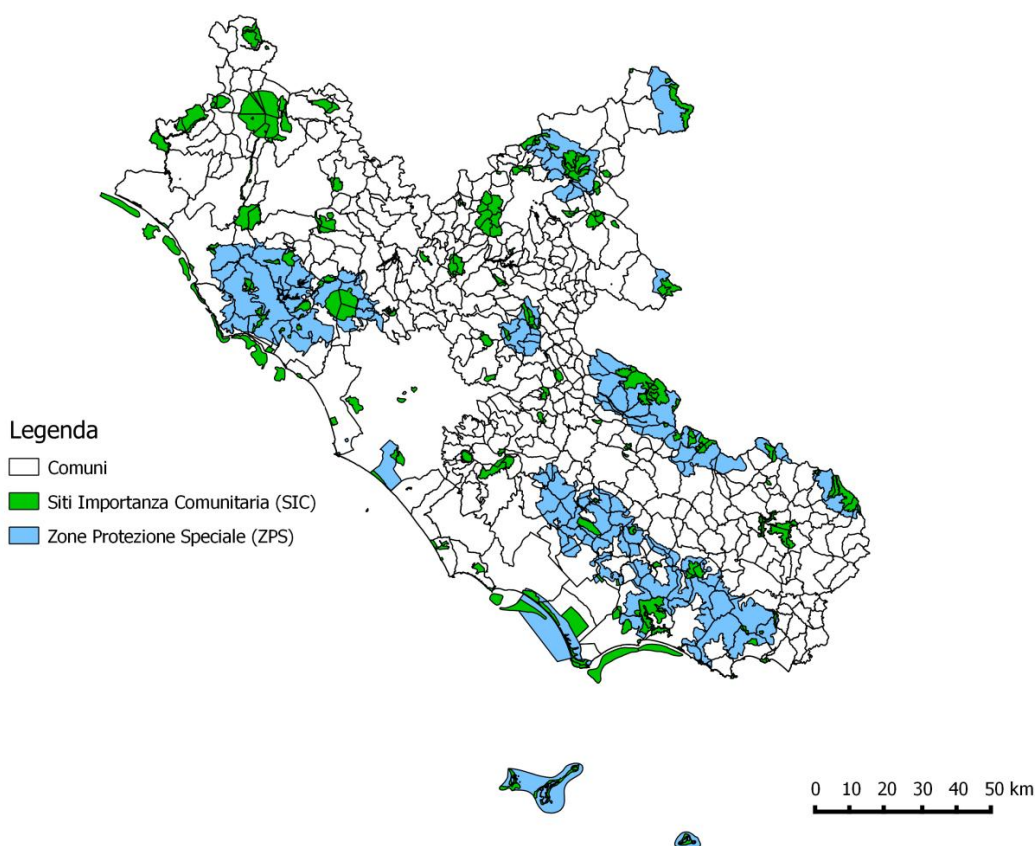 Legenda
Comuni
Siti Importanza Comunitaria (SIC)
Zone Protezione Speciale (ZPS)
0 10 20 30 40 50 km